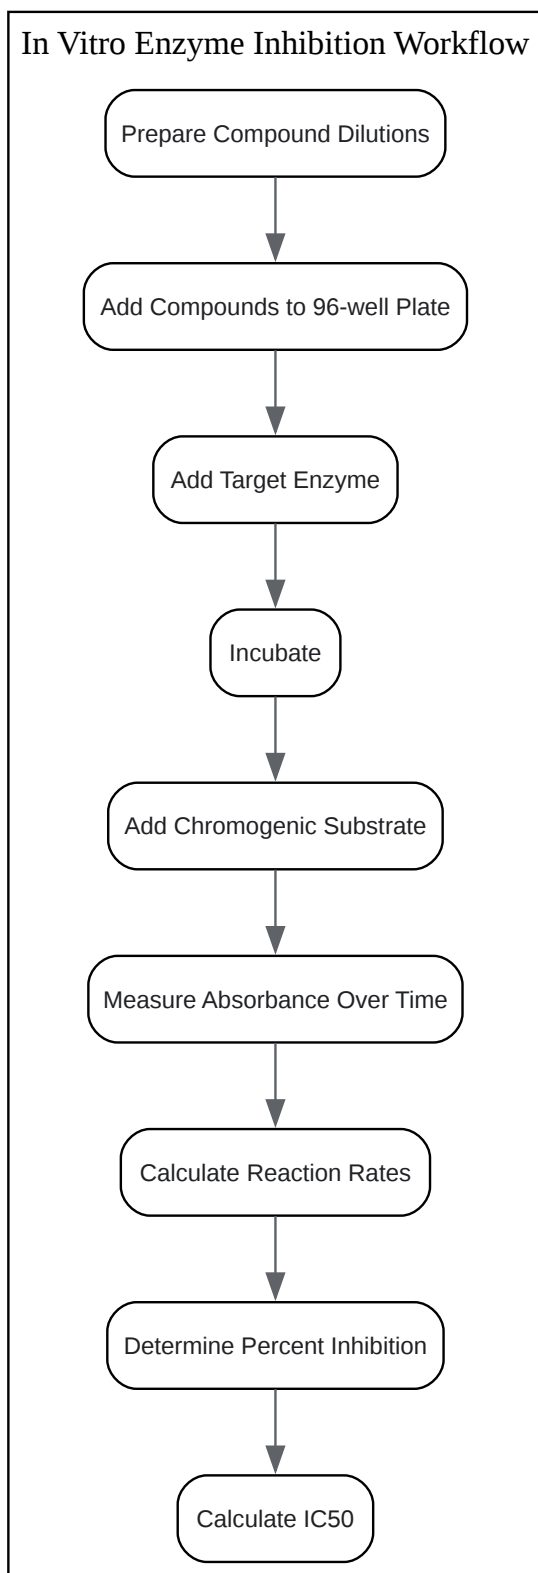 In Vitro Enzyme Inhibition Workflow
Prepare Compound Dilutions
Add Compounds to 96-well Plate
Add Target Enzyme
Incubate
Add Chromogenic Substrate
Measure Absorbance Over Time
Calculate Reaction Rates
Determine Percent Inhibition
Calculate IC50